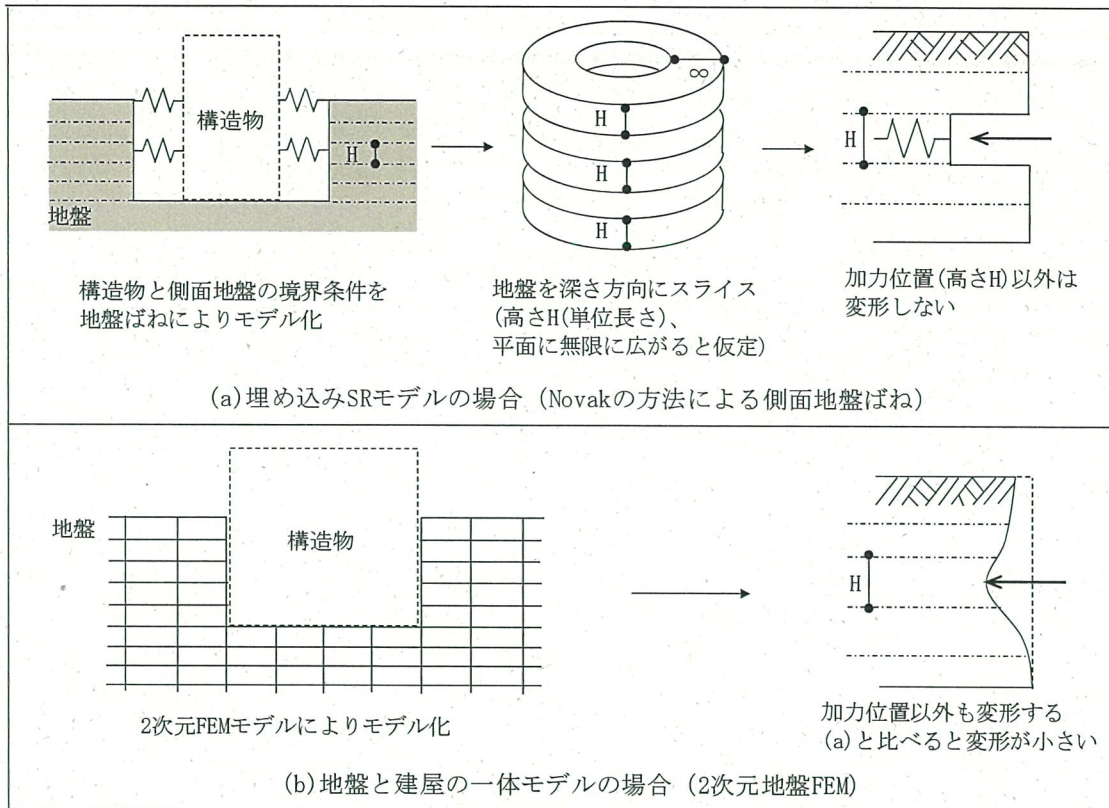 構造物
H
地盤
構造物と側面地盤の境界条件を
地盤ばねによりモデル化
∞
H
H
H
地盤を深さ方向にスライス
(高さH(単位長さ)、
平面に無限に広がると仮定)
H
加力位置(高さH)以外は
変形しない
(a)埋め込みSRモデルの場合 (Novakの方法による側面地盤ばね)
地盤
構造物
2次元FEMモデルによりモデル化
H
加力位置以外も変形する
(a)と比べると変形が小さい
(b)地盤と建屋の一体モデルの場合 (2次元地盤FEM)